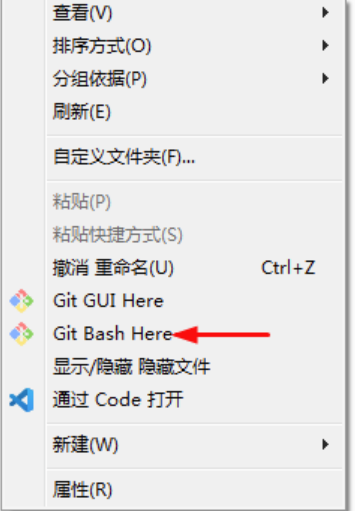 查看(V)
排序方式(O)
分组依据(P)
刷新(E)
自定义文件夹(F)...
粘贴(P)
粘贴快捷方式(S)
撤消 重命名(U) Ctrl+Z
Git GUI Here
Git Bash Here
显示/隐藏 隐藏文件
通过 Code 打开
新建(W)
属性(R)